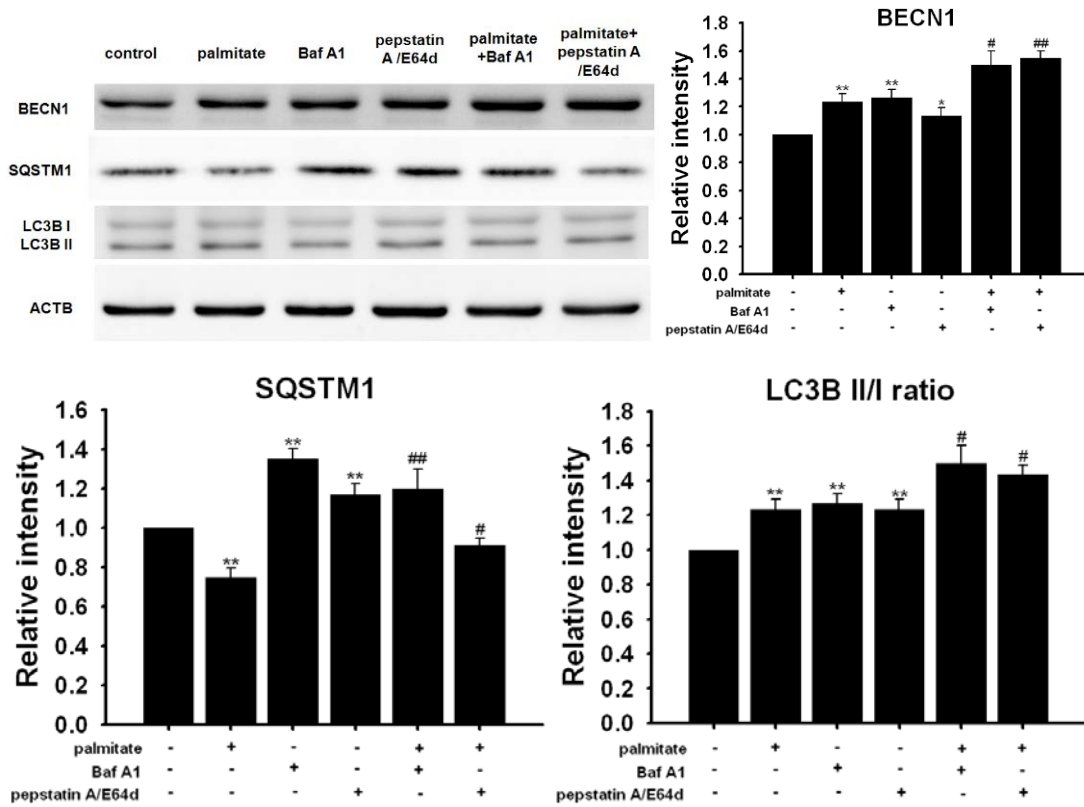 control palmitate Baf A1 pepstatin A /E64d palmitate +Baf A1 palmitate+ pepstatin A /E64d
BECN1
SQSTM1
LC3B I
LC3B II
ACTB
BECN1
Relative intensity
1.8
1.6
1.4
1.2
1.0
0.8
0.6
0.4
0.2
0.0
** ** * # ##
palmitate - + - - + +
Baf A1 - - + - + -
pepstatin A/E64d - - - + - +
SQSTM1
Relative intensity
1.6
1.4
1.2
1.0
0.8
0.6
0.4
0.2
0.0
** ** ** ## #
palmitate - + - - + +
Baf A1 - - + - + -
pepstatin A/E64d - - - + - +
LC3B II/I ratio
Relative intensity
1.8
1.6
1.4
1.2
1.0
0.8
0.6
0.4
0.2
0.0
** ** ** # #
palmitate - + - - + +
Baf A1 - - + - + -
pepstatin A/E64d - - - + - +